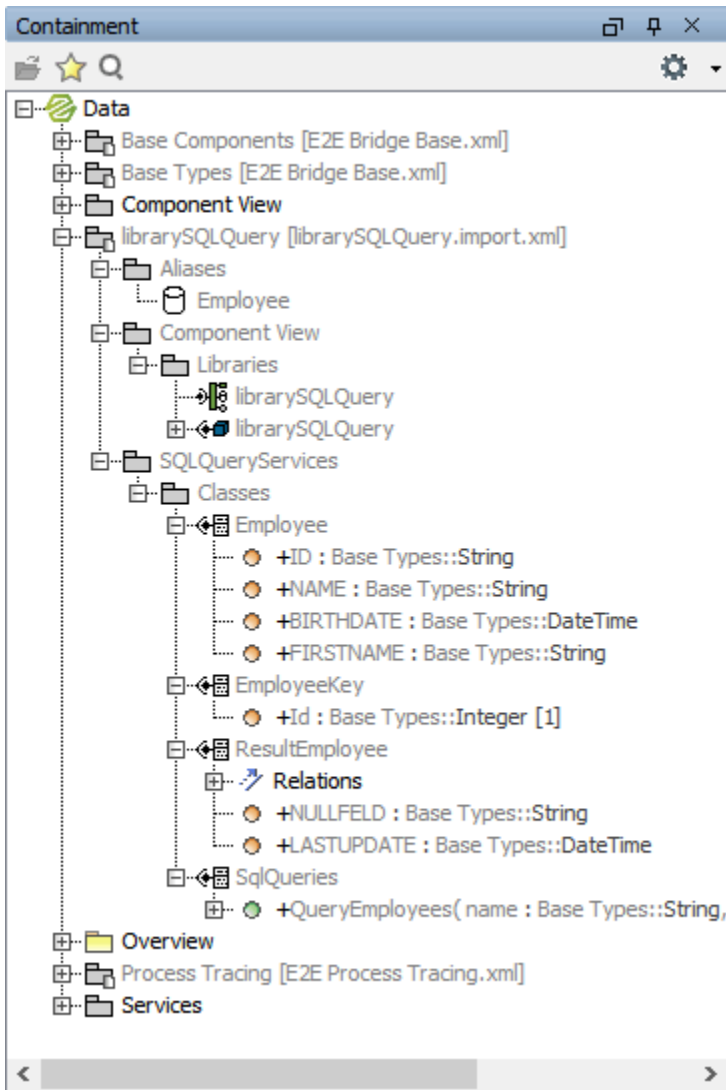 Containment
Data
Base Components [E2E Bridge Base.xml]
Base Types [E2E Bridge Base.xml]
Component View
librarySQLQuery [librarySQLQuery.import.xml]
Aliases
Employee
Component View
Libraries
librarySQLQuery
librarySQLQuery
SQLQueryServices
Classes
Employee
+ID : Base Types::String
+NAME : Base Types::String
+BIRTHDATE : Base Types::DateTime
+FIRSTNAME : Base Types::String
EmployeeKey
+Id : Base Types::Integer [1]
ResultEmployee
Relations
+NULLFELD : Base Types::String
+LASTUPDATE : Base Types::DateTime
SqlQueries
+QueryEmployees( name : Base Types::String,
Overview
Process Tracing [E2E Process Tracing.xml]
Services